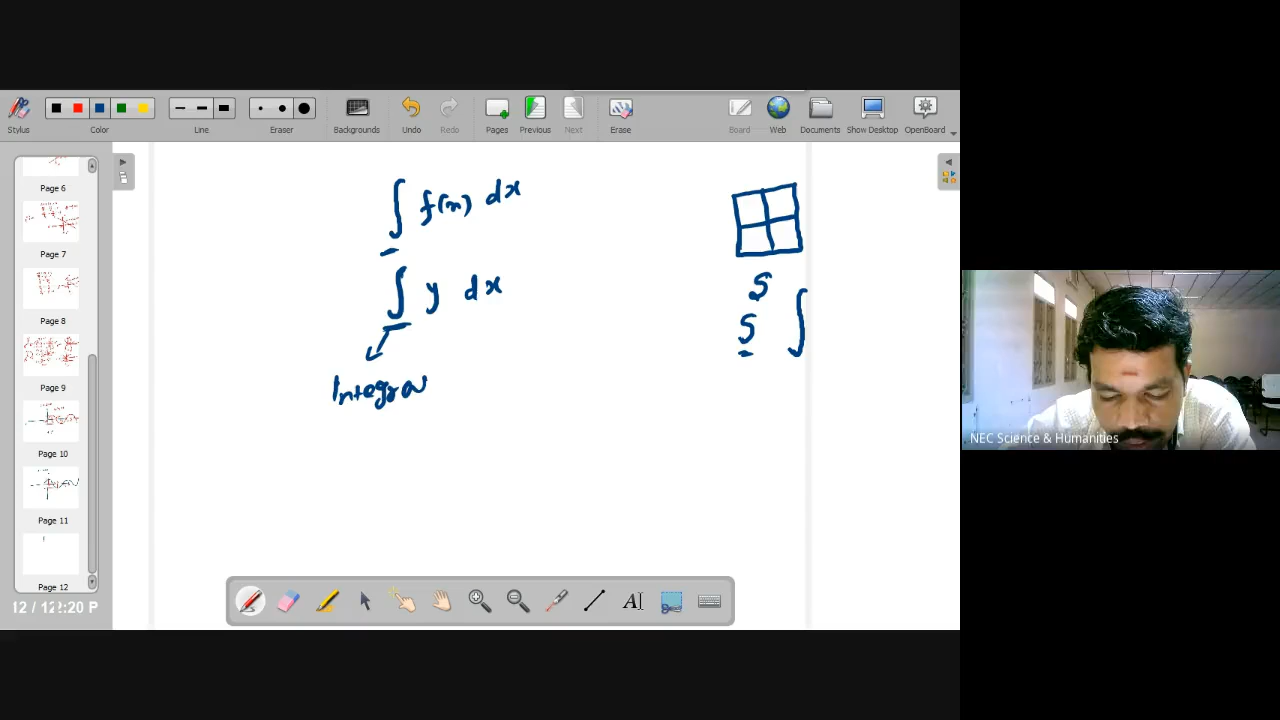 Stylus
Color
Line
Eraser
Backgrounds
Undo
Redo
Pages
Previous
Next
Erase
Board
Web
Documents
Show Desktop
OpenBoard
Page 6
Page 7
Page 8
Page 9
Page 10
Page 11
Page 12
∫ f(x) dx
∫ y dx
Integral
S
S ∫
NEC Science & Humanities